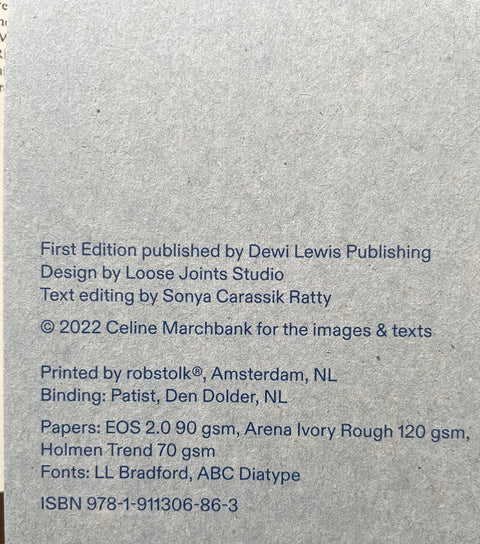 First Edition published by Dewi Lewis Publishing
Design by Loose Joints Studio
Text editing by Sonya Carassik Ratty
© 2022 Celine Marchbank for the images & texts
Printed by robstolk®, Amsterdam, NL
Binding: Patist, Den Dolder, NL
Papers: EOS 2.0 90 gsm, Arena Ivory Rough 120 gsm,
Holmen Trend 70 gsm
Fonts: LL Bradford, ABC Diatype
ISBN 978-1-911306-86-3